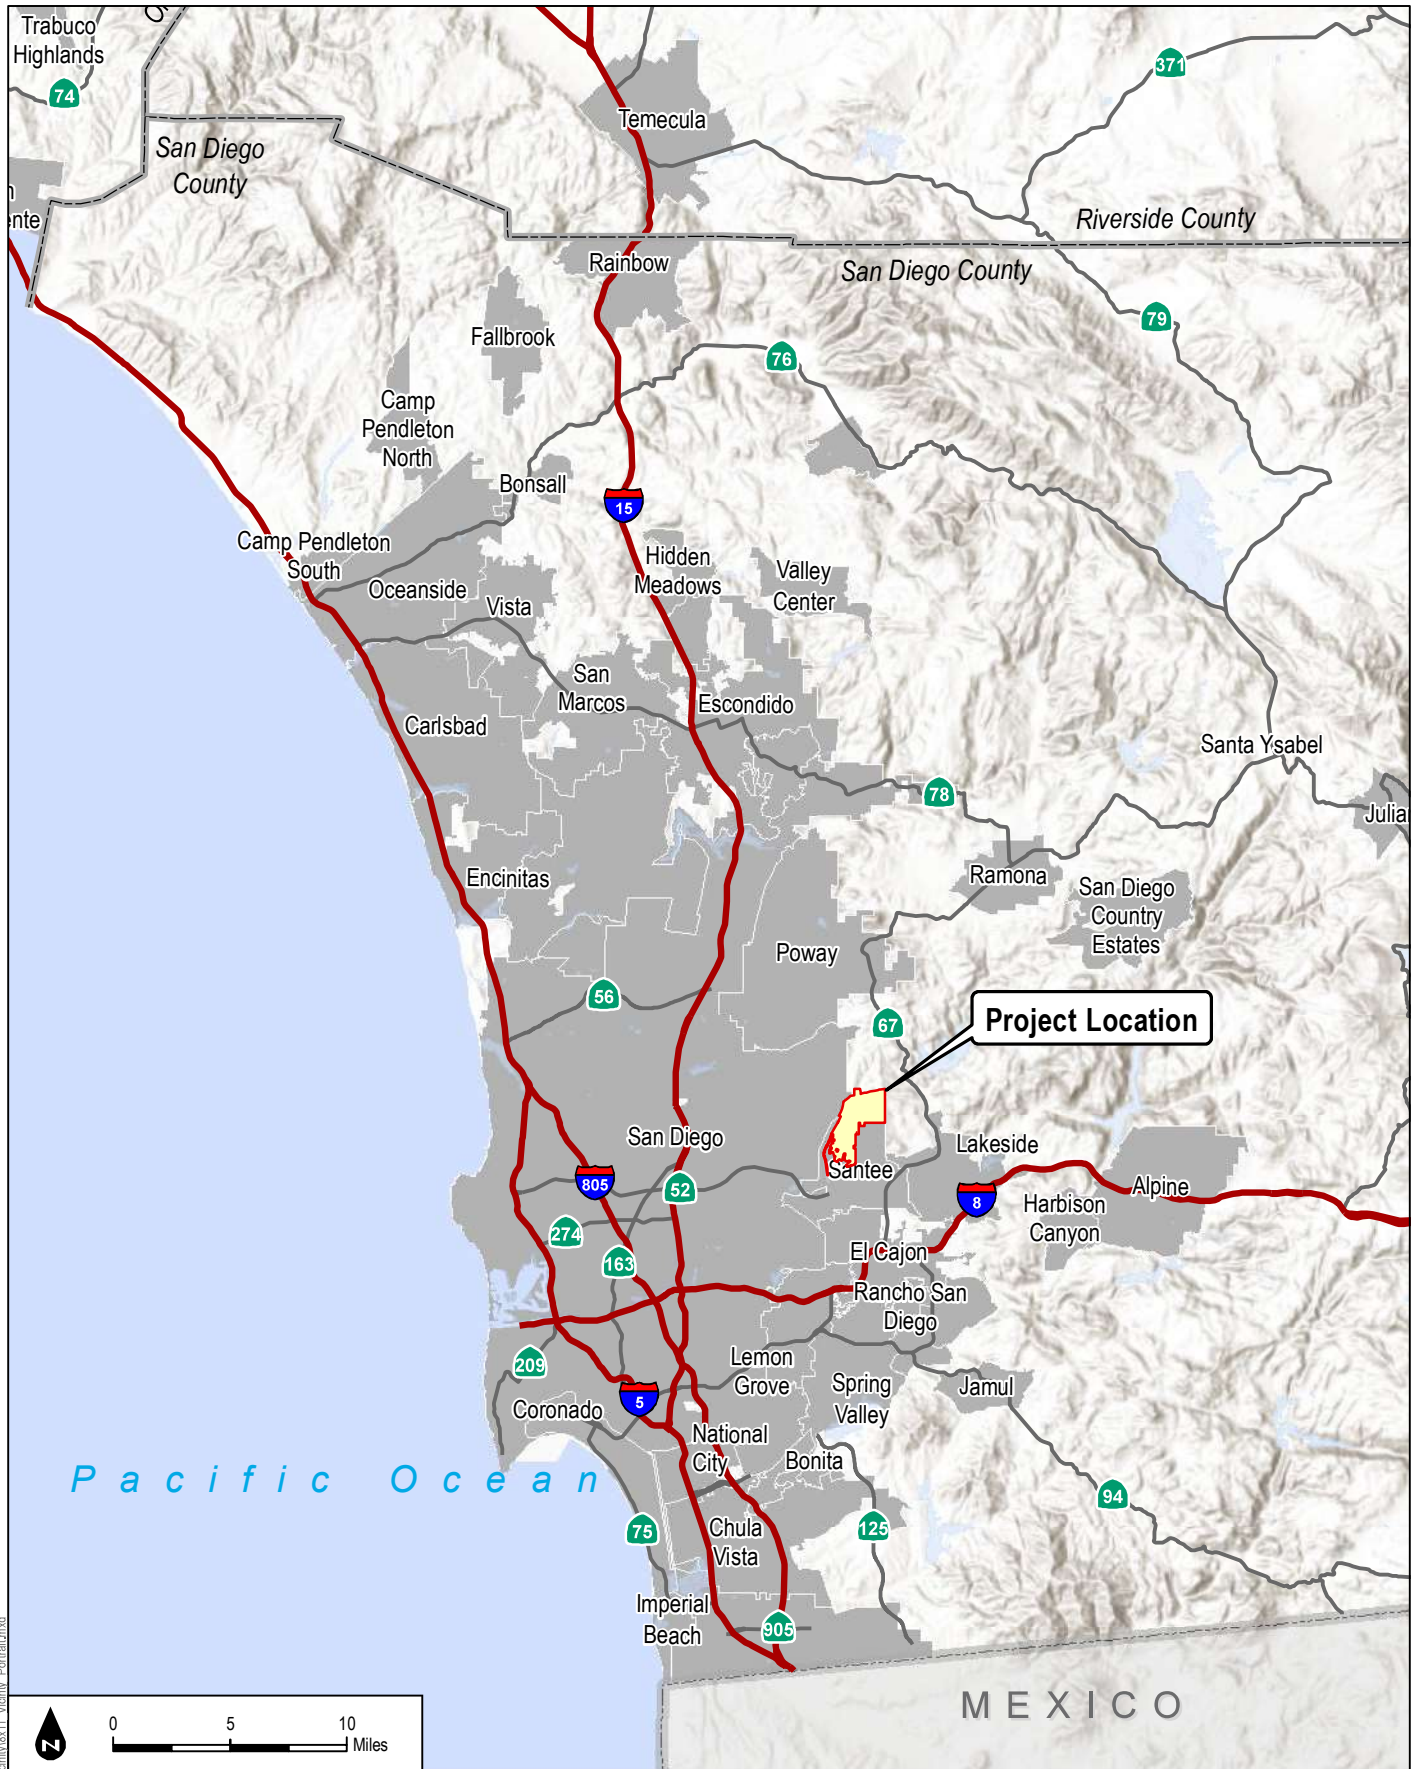 Trabuco
Highlands
74
371
Temecula
San Diego
County
ente
Riverside County
Rainbow
San Diego County
79
Fallbrook
76
Camp
Pendleton
North
Bonsall
15
Camp Pendleton
South
Hidden
Meadows
Valley
Center
Oceanside
Vista
San
Marcos
Escondido
Carlsbad
Santa Ysabel
78
Julia
Encinitas
Ramona
San Diego
Country
Estates
Poway
56
67
Project Location
San Diego
Lakeside
Santee
805
52
8
Alpine
Harbison
Canyon
274
163
El Cajon
Rancho San
Diego
209
Lemon
Grove
5
Spring
Valley
Jamul
Coronado
National
City
Bonita
Pacific Ocean
94
75
Chula
Vista
125
Imperial
Beach
905
MEXICO
0 5 10
Miles
N